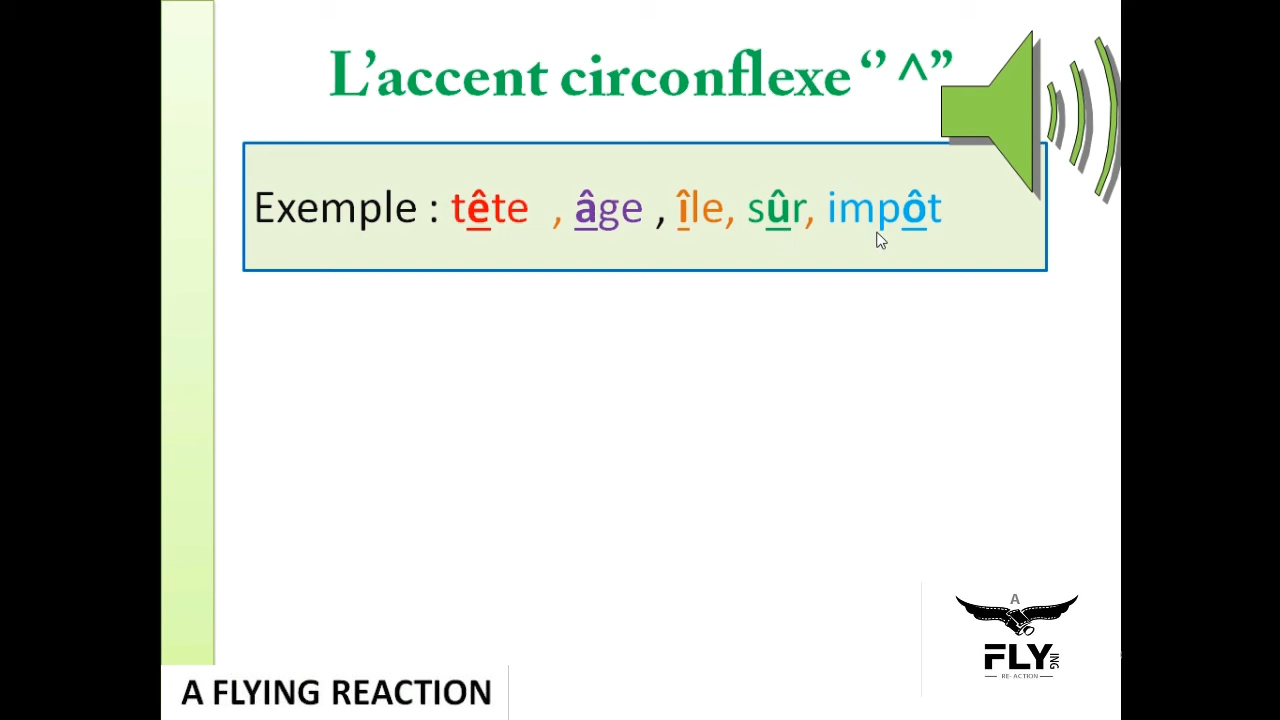 L’accent circonflexe ‘’ ^’’
Exemple : tête , âge , île, sûr, impôt
A
FLYING
RE- ACTION
A FLYING REACTION